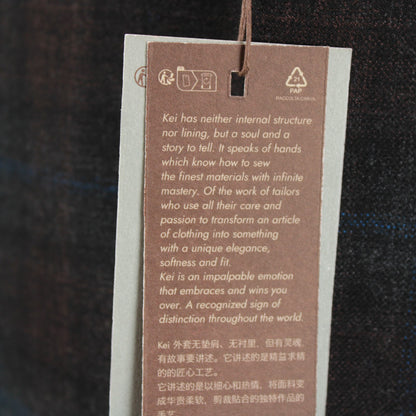 21
PAP
RACCOLTA CARTA
Kei has neither internal structure
nor lining, but a soul and a
story to tell. It speaks of hands
which know how to sew
the finest materials with infinite
mastery. Of the work of tailors
who use all their care and
passion to transform an article
of clothing into something
with a unique elegance,
softness and fit.
Kei is an impalpable emotion
that embraces and wins you
over. A recognized sign of
distinction throughout the world.
Kei 外套无垫肩、无衬里，但有灵魂，
有故事要讲述。它讲述的是精益求精
的的匠心工艺。
它讲述的是以细心和热情，将面料变
成华贵柔软，剪裁贴合的独特作品的
手艺